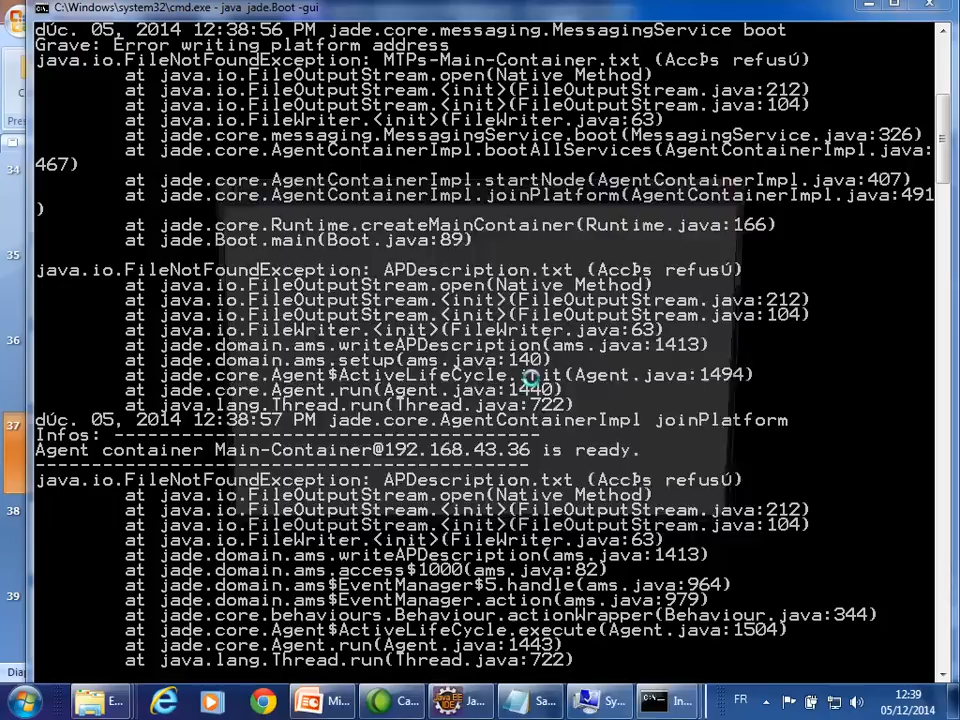 C:\Windows\system32\cmd.exe - java jade.Boot -gui
dúc. 05, 2014 12:38:56 PM jade.core.messaging.MessagingService boot
Grave: Error writing platform address
java.io.FileNotFoundException: MTPs-Main-Container.txt (AccÞs refusÚ)
at java.io.FileOutputStream.open(Native Method)
at java.io.FileOutputStream.<init>(FileOutputStream.java:212)
at java.io.FileOutputStream.<init>(FileOutputStream.java:104)
at java.io.FileWriter.<init>(FileWriter.java:63)
at jade.core.messaging.MessagingService.boot(MessagingService.java:326)
at jade.core.AgentContainerImpl.bootAllServices(AgentContainerImpl.java:
467)
at jade.core.AgentContainerImpl.startNode(AgentContainerImpl.java:407)
at jade.core.AgentContainerImpl.joinPlatform(AgentContainerImpl.java:491
)
at jade.core.Runtime.createMainContainer(Runtime.java:166)
at jade.Boot.main(Boot.java:89)
java.io.FileNotFoundException: APDescription.txt (AccÞs refusÚ)
at java.io.FileOutputStream.open(Native Method)
at java.io.FileOutputStream.<init>(FileOutputStream.java:212)
at java.io.FileOutputStream.<init>(FileOutputStream.java:104)
at java.io.FileWriter.<init>(FileWriter.java:63)
at jade.domain.ams.writeAPDescription(ams.java:1413)
at jade.domain.ams.setup(ams.java:140)
at jade.core.Agent$ActiveLifeCycle.init(Agent.java:1494)
at jade.core.Agent.run(Agent.java:1440)
at java.lang.Thread.run(Thread.java:722)
dúc. 05, 2014 12:38:57 PM jade.core.AgentContainerImpl joinPlatform
Infos: --------------------------------------
Agent container Main-Container@192.168.43.36 is ready.
--------------------------------------------
java.io.FileNotFoundException: APDescription.txt (AccÞs refusÚ)
at java.io.FileOutputStream.open(Native Method)
at java.io.FileOutputStream.<init>(FileOutputStream.java:212)
at java.io.FileOutputStream.<init>(FileOutputStream.java:104)
at java.io.FileWriter.<init>(FileWriter.java:63)
at jade.domain.ams.writeAPDescription(ams.java:1413)
at jade.domain.ams.access$1000(ams.java:82)
at jade.domain.ams$EventManager$5.handle(ams.java:964)
at jade.domain.ams$EventManager.action(ams.java:979)
at jade.core.behaviours.Behaviour.actionWrapper(Behaviour.java:344)
at jade.core.Agent$ActiveLifeCycle.execute(Agent.java:1504)
at jade.core.Agent.run(Agent.java:1443)
at java.lang.Thread.run(Thread.java:722)
C
Pres
34
35
36
37
38
39
Diap
E...
Mi...
Ca...
Ja...
Sa...
Sy...
In...
FR
12:39
05/12/2014